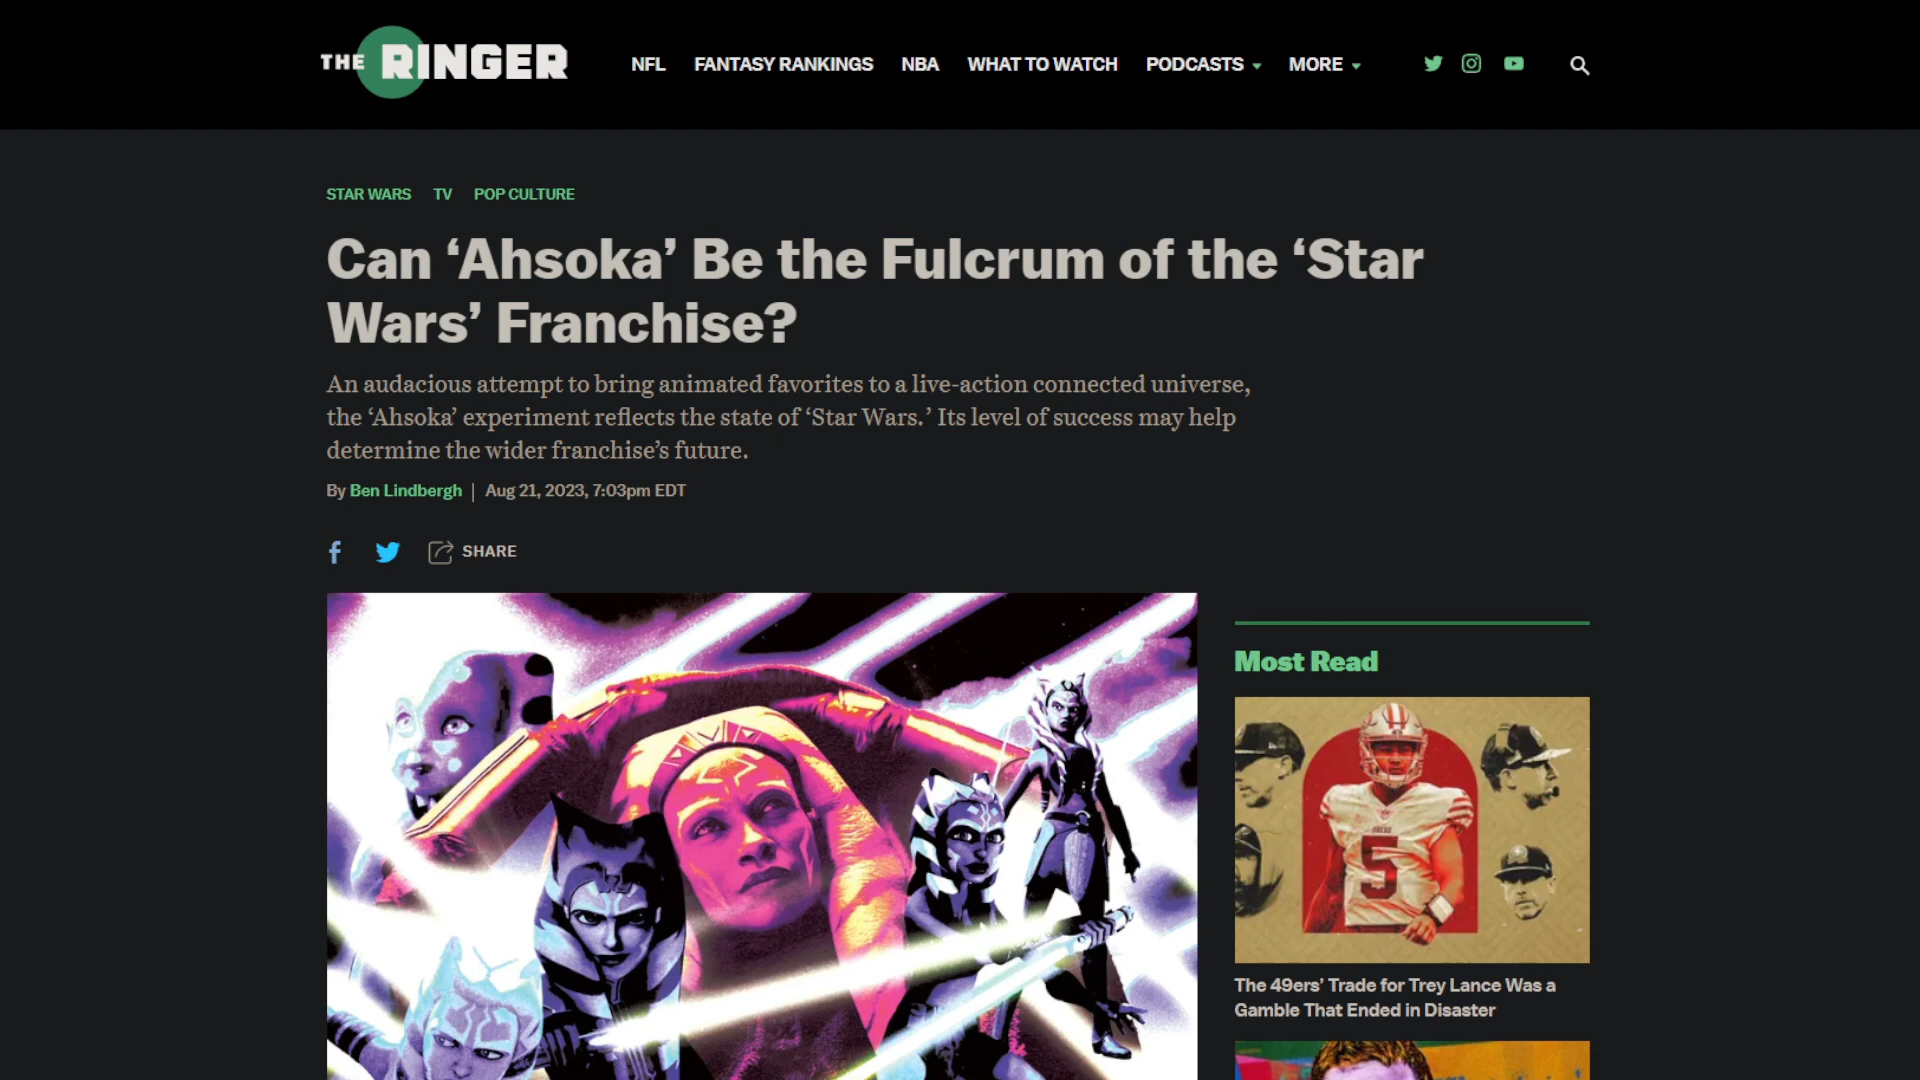 THE RINGER
NFL FANTASY RANKINGS NBA WHAT TO WATCH PODCASTS MORE
STAR WARS TV POP CULTURE
Can ‘Ahsoka’ Be the Fulcrum of the ‘Star
Wars’ Franchise?
An audacious attempt to bring animated favorites to a live-action connected universe,
the ‘Ahsoka’ experiment reflects the state of ‘Star Wars.’ Its level of success may help
determine the wider franchise’s future.
By Ben Lindbergh | Aug 21, 2023, 7:03pm EDT
SHARE
Most Read
5
The 49ers’ Trade for Trey Lance Was a
Gamble That Ended in Disaster